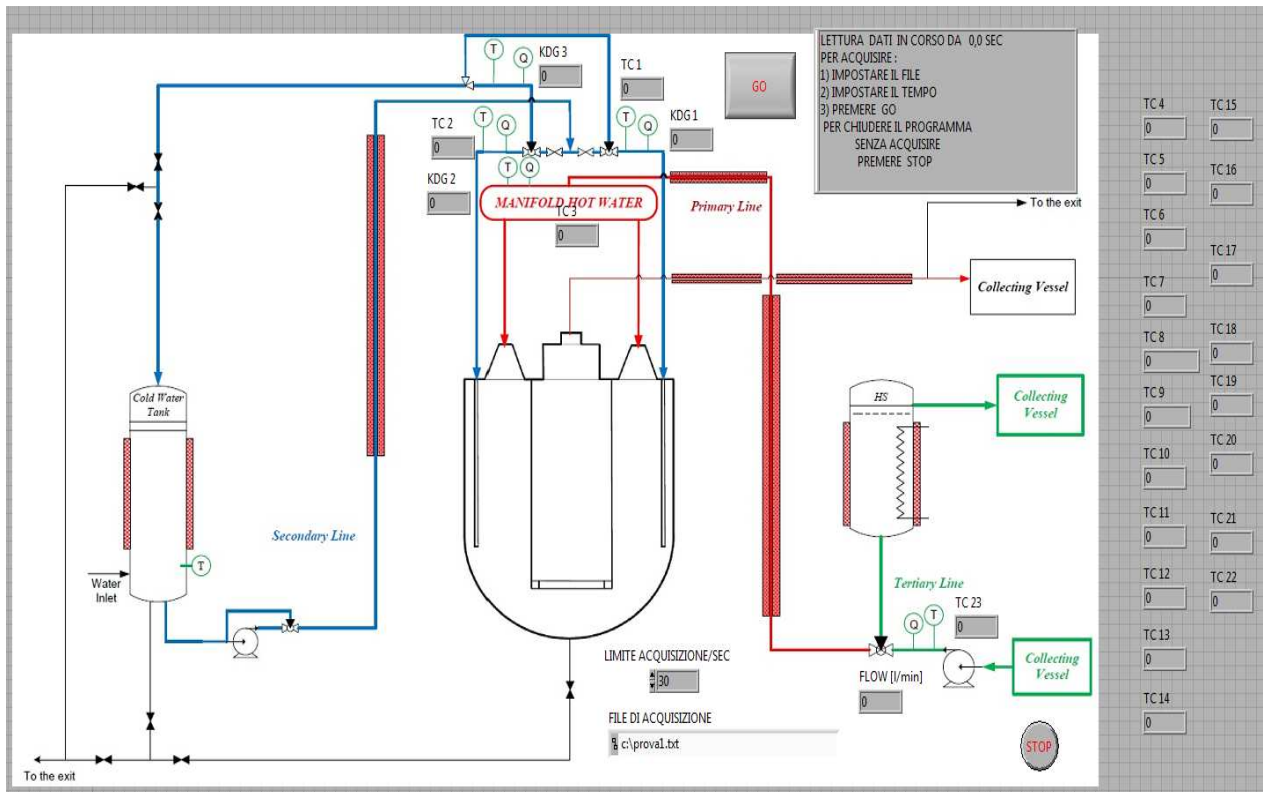 LETTURA DATI IN CORSO DA 0,0 SEC
PER ACQUISIRE :
1) IMPOSTARE IL FILE
2) IMPOSTARE IL TEMPO
3) PREMERE GO
PER CHIUDERE IL PROGRAMMA
SENZA ACQUISIRE
PREMERE STOP
GO
T
Q
KDG 3
0
TC 1
0
TC 2
0
T
Q
T
Q
KDG 1
0
T
Q
KDG 2
0
MANIFOLD HOT WATER
TC 3
0
Primary Line
To the exit
Collecting Vessel
Cold Water
Tank
Secondary Line
T
Water
Inlet
HS
Collecting
Vessel
Tertiary Line
Q
T
TC 23
0
Collecting
Vessel
FLOW [l/min]
0
LIMITE ACQUISIZIONE/SEC
30
FILE DI ACQUISIZIONE
c:\prova1.txt
STOP
To the exit
TC 4
0
TC 5
0
TC 6
0
TC 7
0
TC 8
0
TC 9
0
TC 10
0
TC 11
0
TC 12
0
TC 13
0
TC 14
0
TC 15
0
TC 16
0
TC 17
0
TC 18
0
TC 19
0
TC 20
0
TC 21
0
TC 22
0